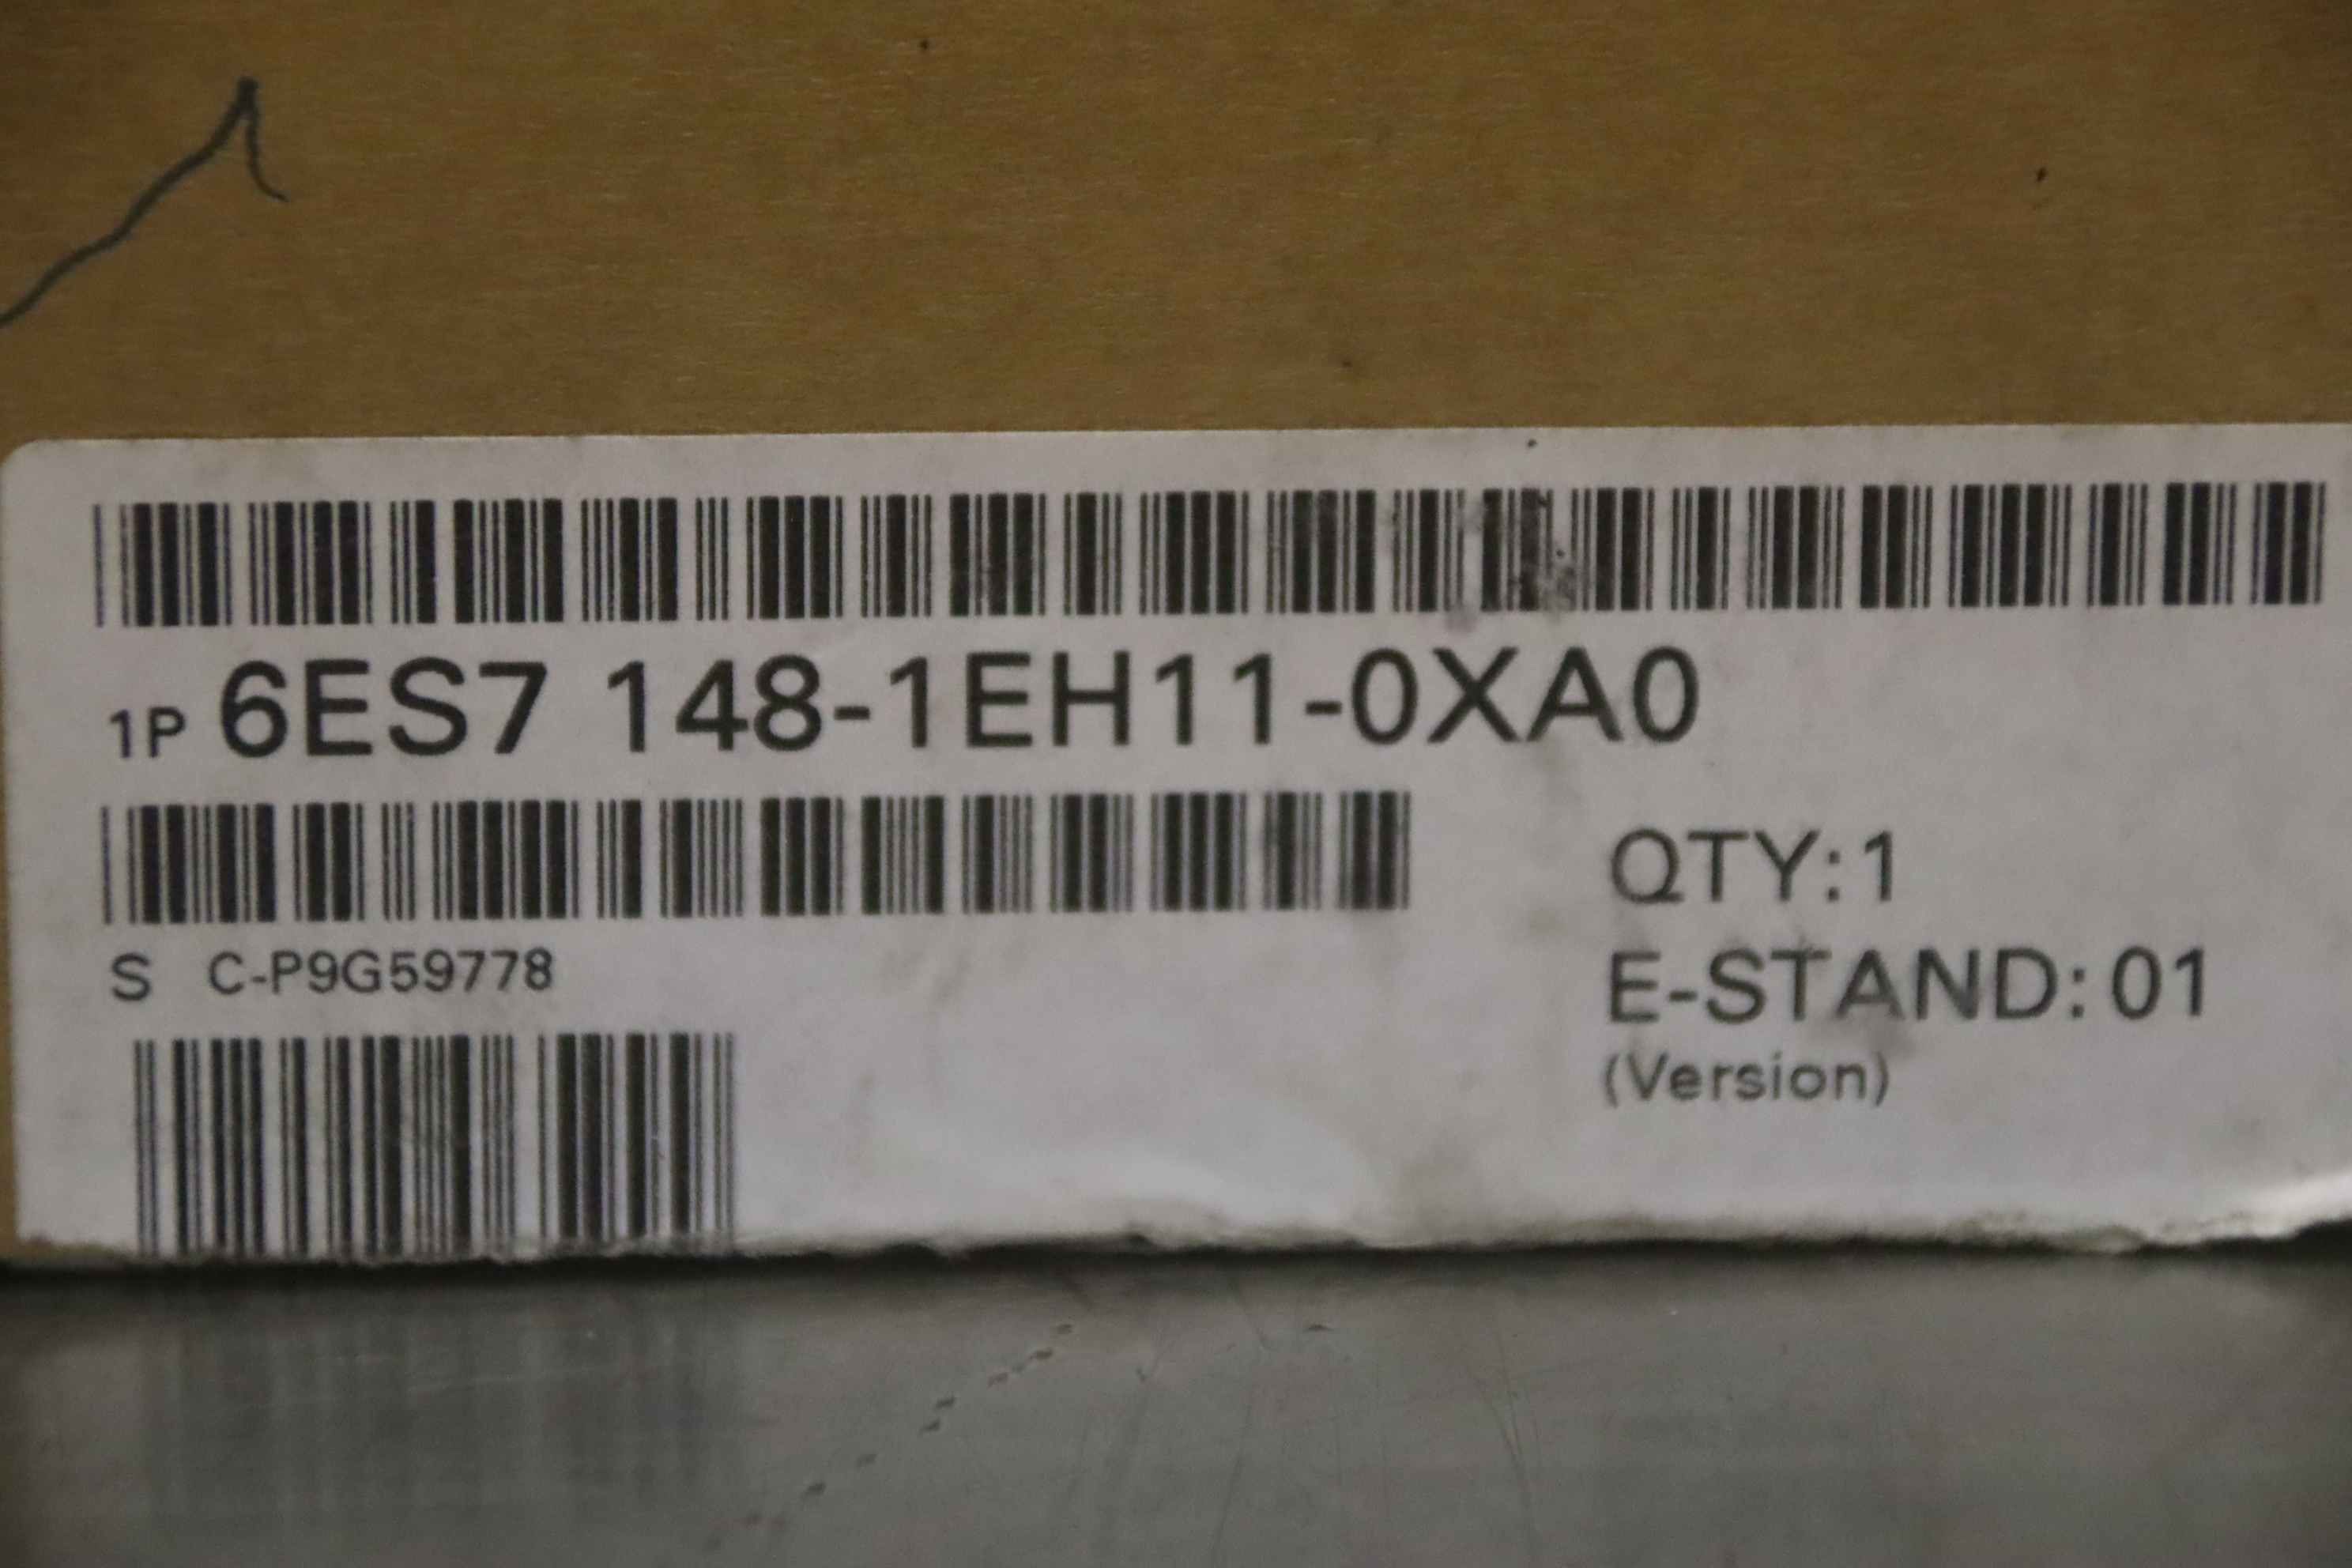 1P 6ES7 148-1EH11-0XA0
QTY:1
S C-P9G59778
E-STAND:01
(Version)